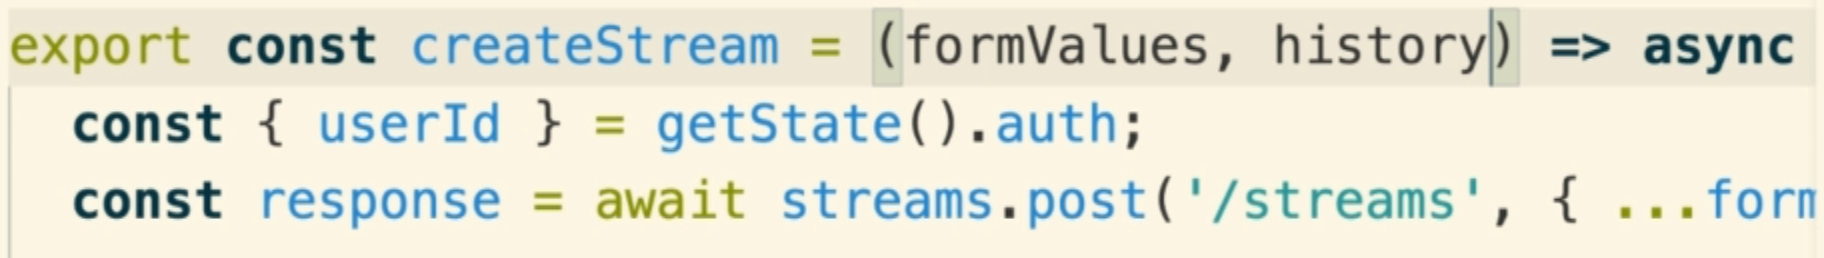 export const createStream = (formValues, history) => async
const { userId } = getState().auth;
const response = await streams.post('/streams', { ...form